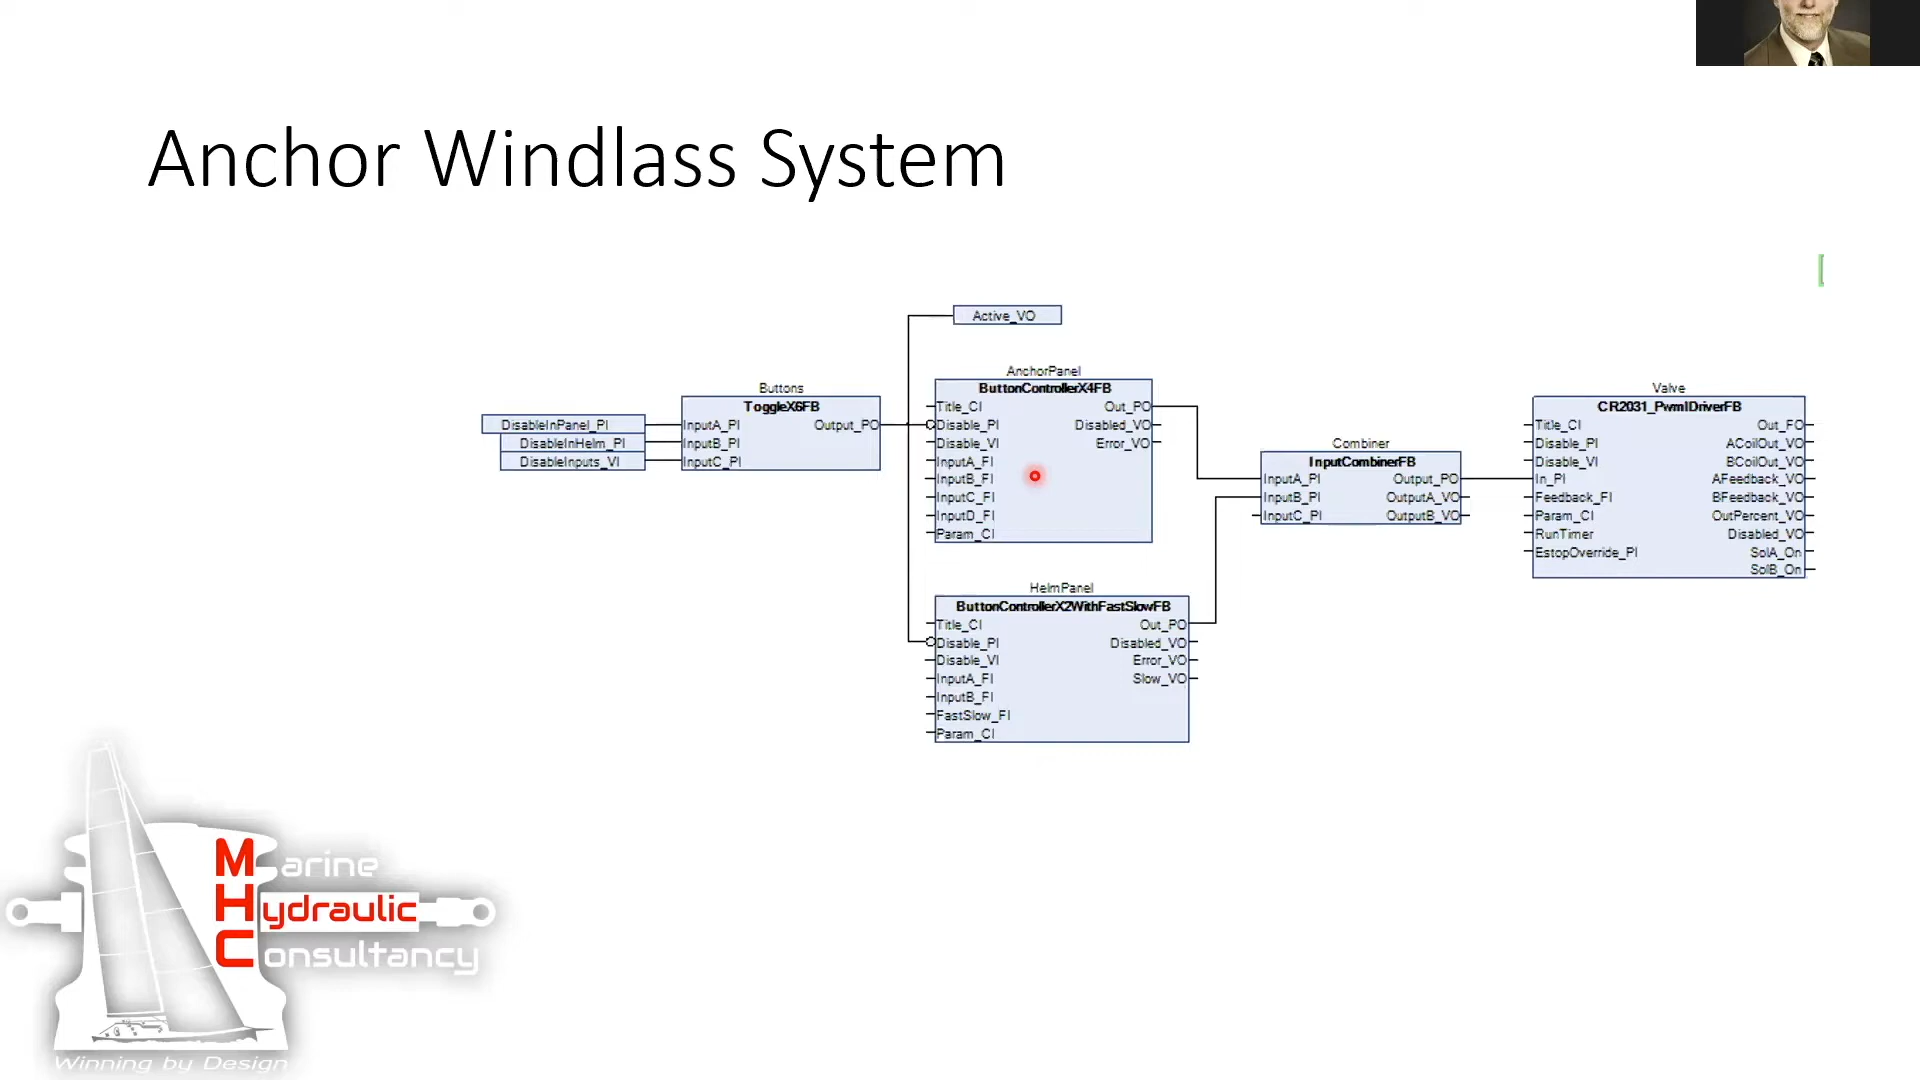 Anchor Windlass System
Active_VO
Buttons
ToggleX6FB
DisableInPanel_PI
DisableInHelm_PI
DisableInputs_VI
InputA_PI
InputB_PI
InputC_PI
Output_PO
AnchorPanel
ButtonControllerX4FB
Title_CI
Disable_PI
Disable_VI
InputA_FI
InputB_FI
InputC_FI
InputD_FI
Param_CI
Out_PO
Disabled_VO
Error_VO
HelmPanel
ButtonControllerX2WithFastSlowFB
Title_CI
Disable_PI
Disable_VI
InputA_FI
InputB_FI
FastSlow_FI
Param_CI
Out_PO
Disabled_VO
Error_VO
Slow_VO
Combiner
InputCombinerFB
InputA_PI
InputB_PI
InputC_PI
Output_PO
OutputA_VO
OutputB_VO
Valve
CR2031_PwmIDriverFB
Title_CI
Disable_PI
Disable_VI
In_PI
Feedback_FI
Param_CI
RunTimer
EstopOverride_PI
Out_FO
ACoilOut_VO
BCoilOut_VO
AFeedback_VO
BFeedback_VO
OutPercent_VO
Disabled_VO
SolA_On
SolB_On
Marine
Hydraulic
Consultancy
Winning by Design